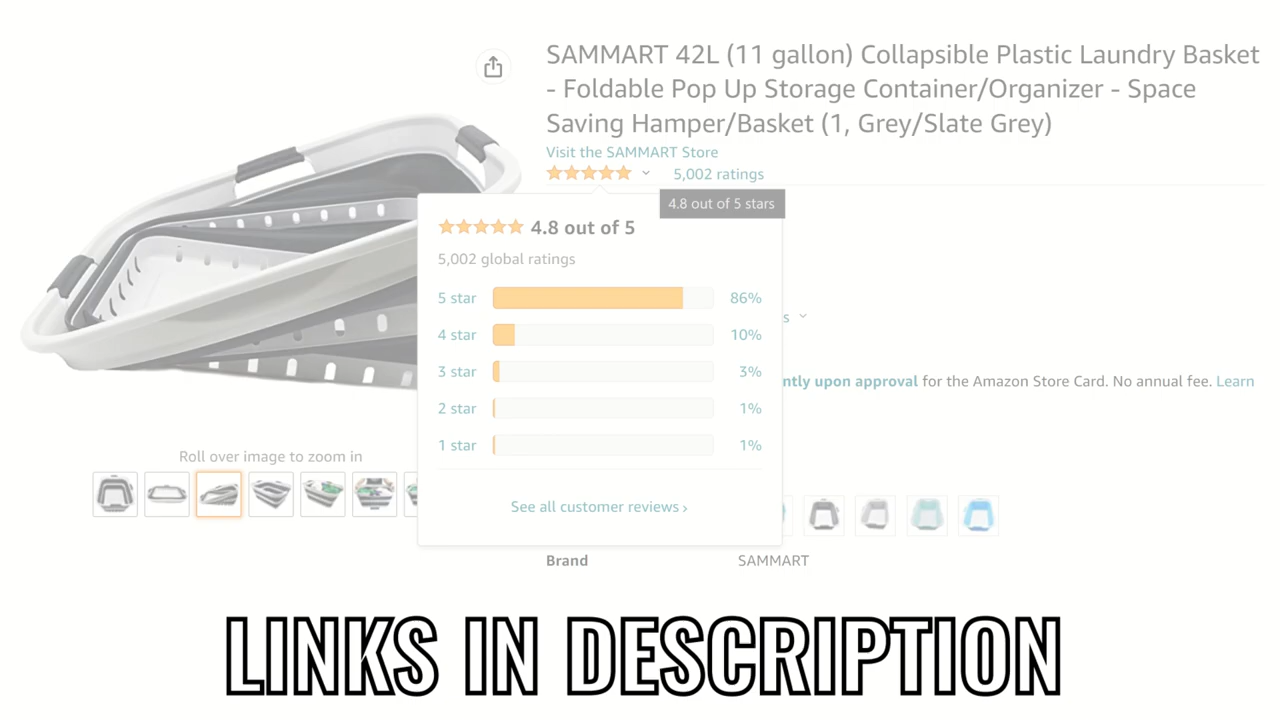 SAMMART 42L (11 gallon) Collapsible Plastic Laundry Basket
- Foldable Pop Up Storage Container/Organizer - Space
Saving Hamper/Basket (1, Grey/Slate Grey)
Visit the SAMMART Store
5,002 ratings
4.8 out of 5 stars
4.8 out of 5
5,002 global ratings
5 star 86%
4 star 10%
3 star 3%
2 star 1%
1 star 1%
See all customer reviews ›
s
ntly upon approval for the Amazon Store Card. No annual fee. Learn
Roll over image to zoom in
Brand SAMMART
LINKS IN DESCRIPTION